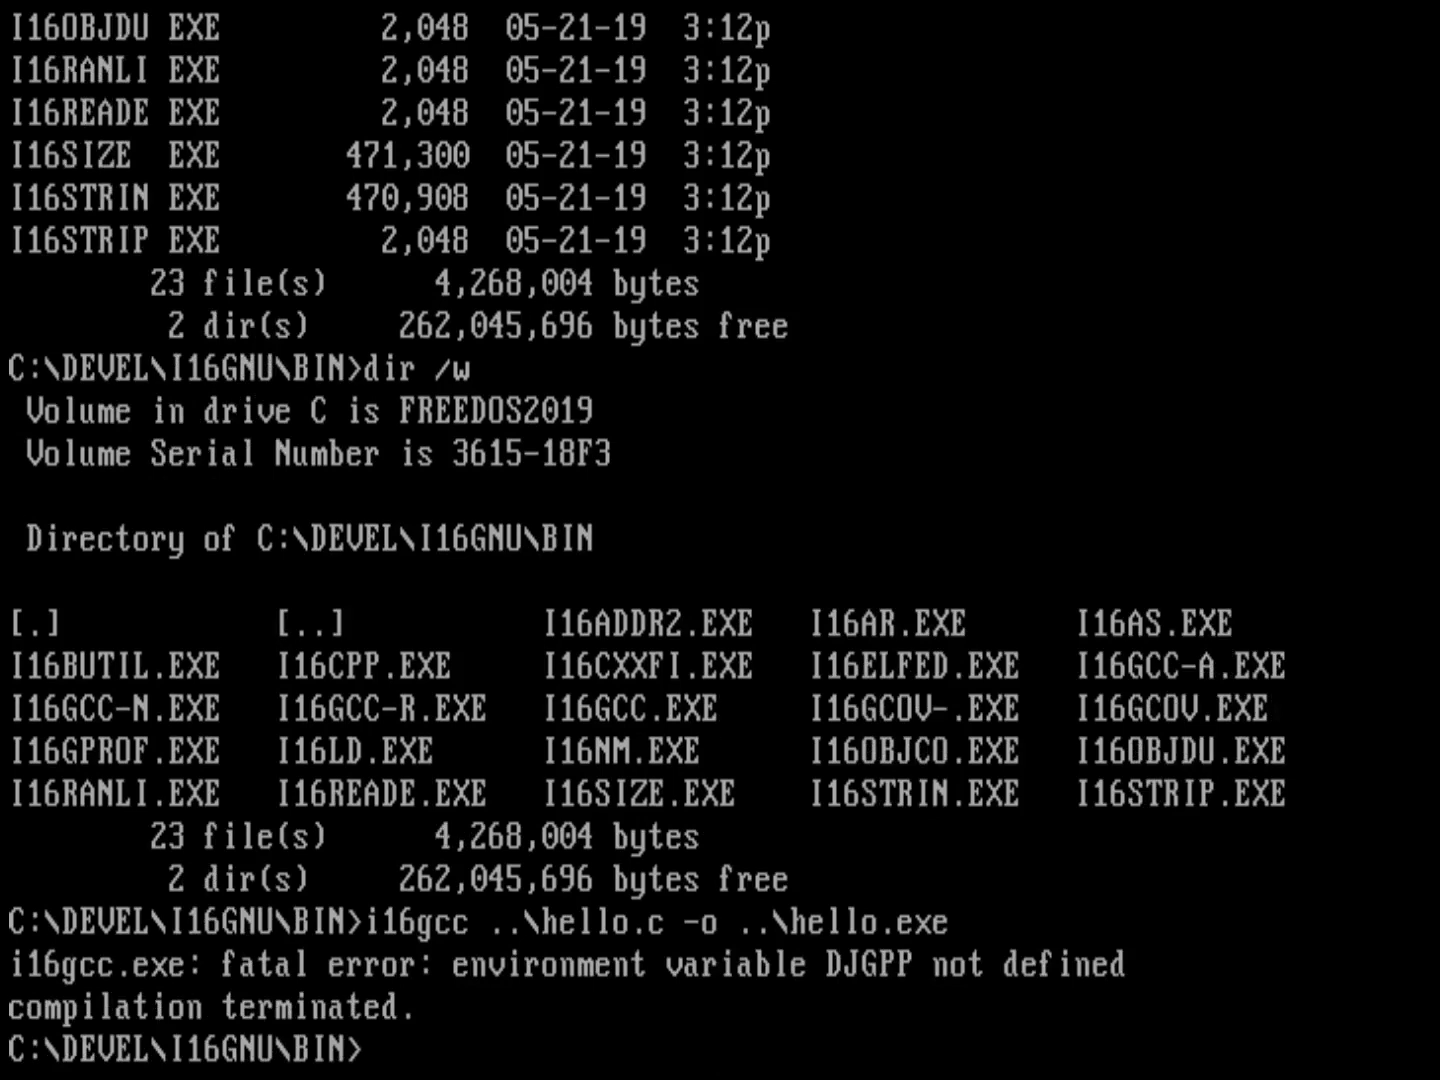 I16OBJDU EXE         2,048  05-21-19  3:12p
I16RANLI EXE         2,048  05-21-19  3:12p
I16READE EXE         2,048  05-21-19  3:12p
I16SIZE  EXE       471,300  05-21-19  3:12p
I16STRIN EXE       470,908  05-21-19  3:12p
I16STRIP EXE         2,048  05-21-19  3:12p
        23 file(s)      4,268,004 bytes
         2 dir(s)     262,045,696 bytes free
C:\DEVEL\I16GNU\BIN>dir /w
 Volume in drive C is FREEDOS2019
 Volume Serial Number is 3615-18F3
 Directory of C:\DEVEL\I16GNU\BIN
[.]            [..]           I16ADDR2.EXE   I16AR.EXE      I16AS.EXE
I16BUTIL.EXE   I16CPP.EXE     I16CXXFI.EXE   I16ELFED.EXE   I16GCC-A.EXE
I16GCC-N.EXE   I16GCC-R.EXE   I16GCC.EXE     I16GCOV-.EXE   I16GCOV.EXE
I16GPROF.EXE   I16LD.EXE      I16NM.EXE      I16OBJCO.EXE   I16OBJDU.EXE
I16RANLI.EXE   I16READE.EXE   I16SIZE.EXE    I16STRIN.EXE   I16STRIP.EXE
        23 file(s)      4,268,004 bytes
         2 dir(s)     262,045,696 bytes free
C:\DEVEL\I16GNU\BIN>i16gcc ..\hello.c -o ..\hello.exe
i16gcc.exe: fatal error: environment variable DJGPP not defined
compilation terminated.
C:\DEVEL\I16GNU\BIN>